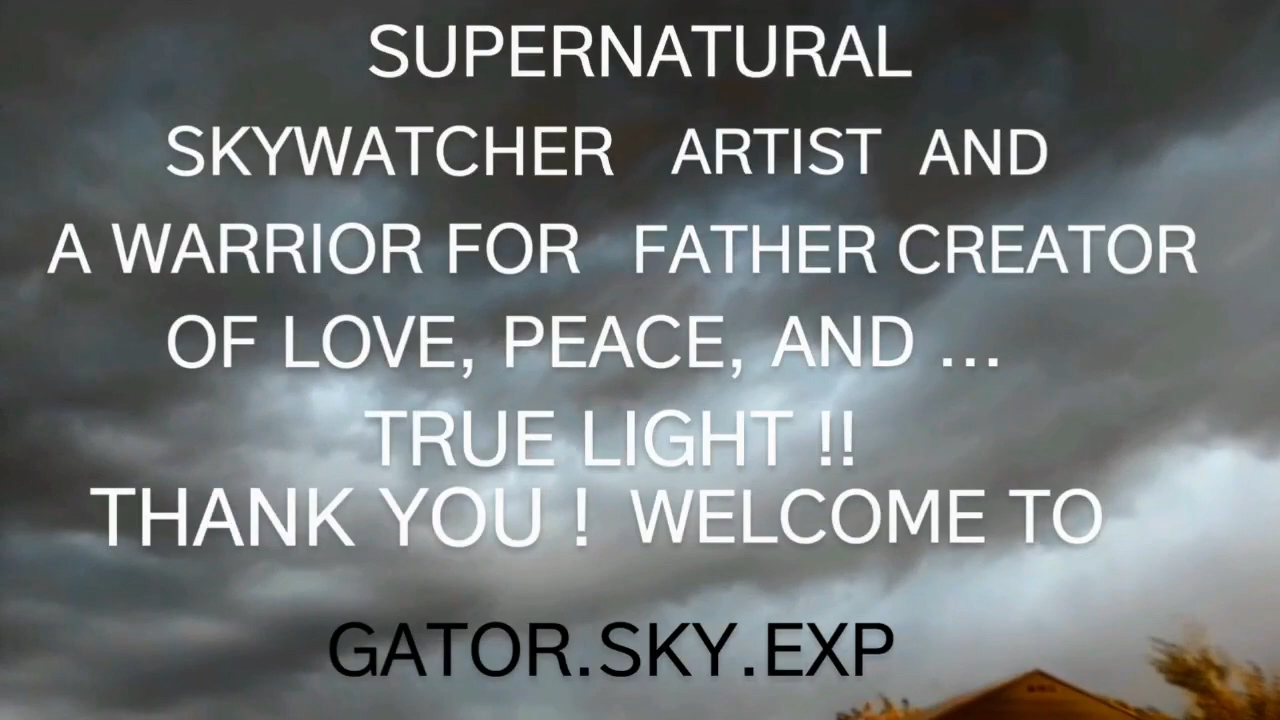 SUPERNATURAL
SKYWATCHER ARTIST AND
A WARRIOR FOR FATHER CREATOR
OF LOVE, PEACE, AND ...
TRUE LIGHT !!
THANK YOU ! WELCOME TO
GATOR.SKY.EXP